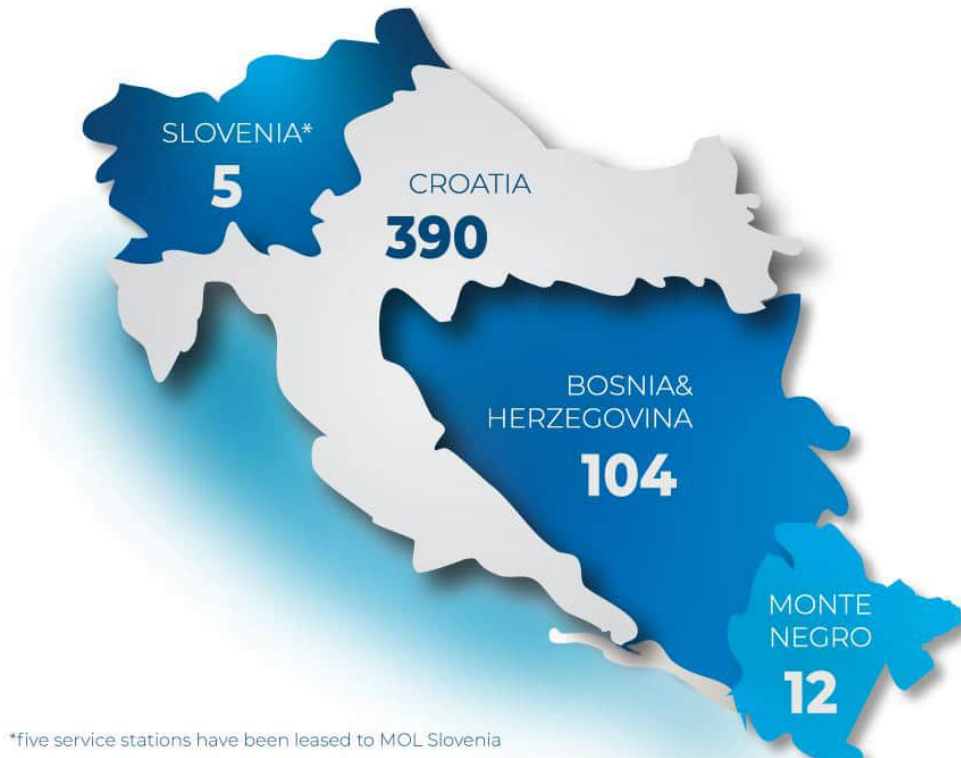 SLOVENIA*
5
CROATIA
390
BOSNIA&
HERZEGOVINA
104
MONTE
NEGRO
12
*five service stations have been leased to MOL Slovenia